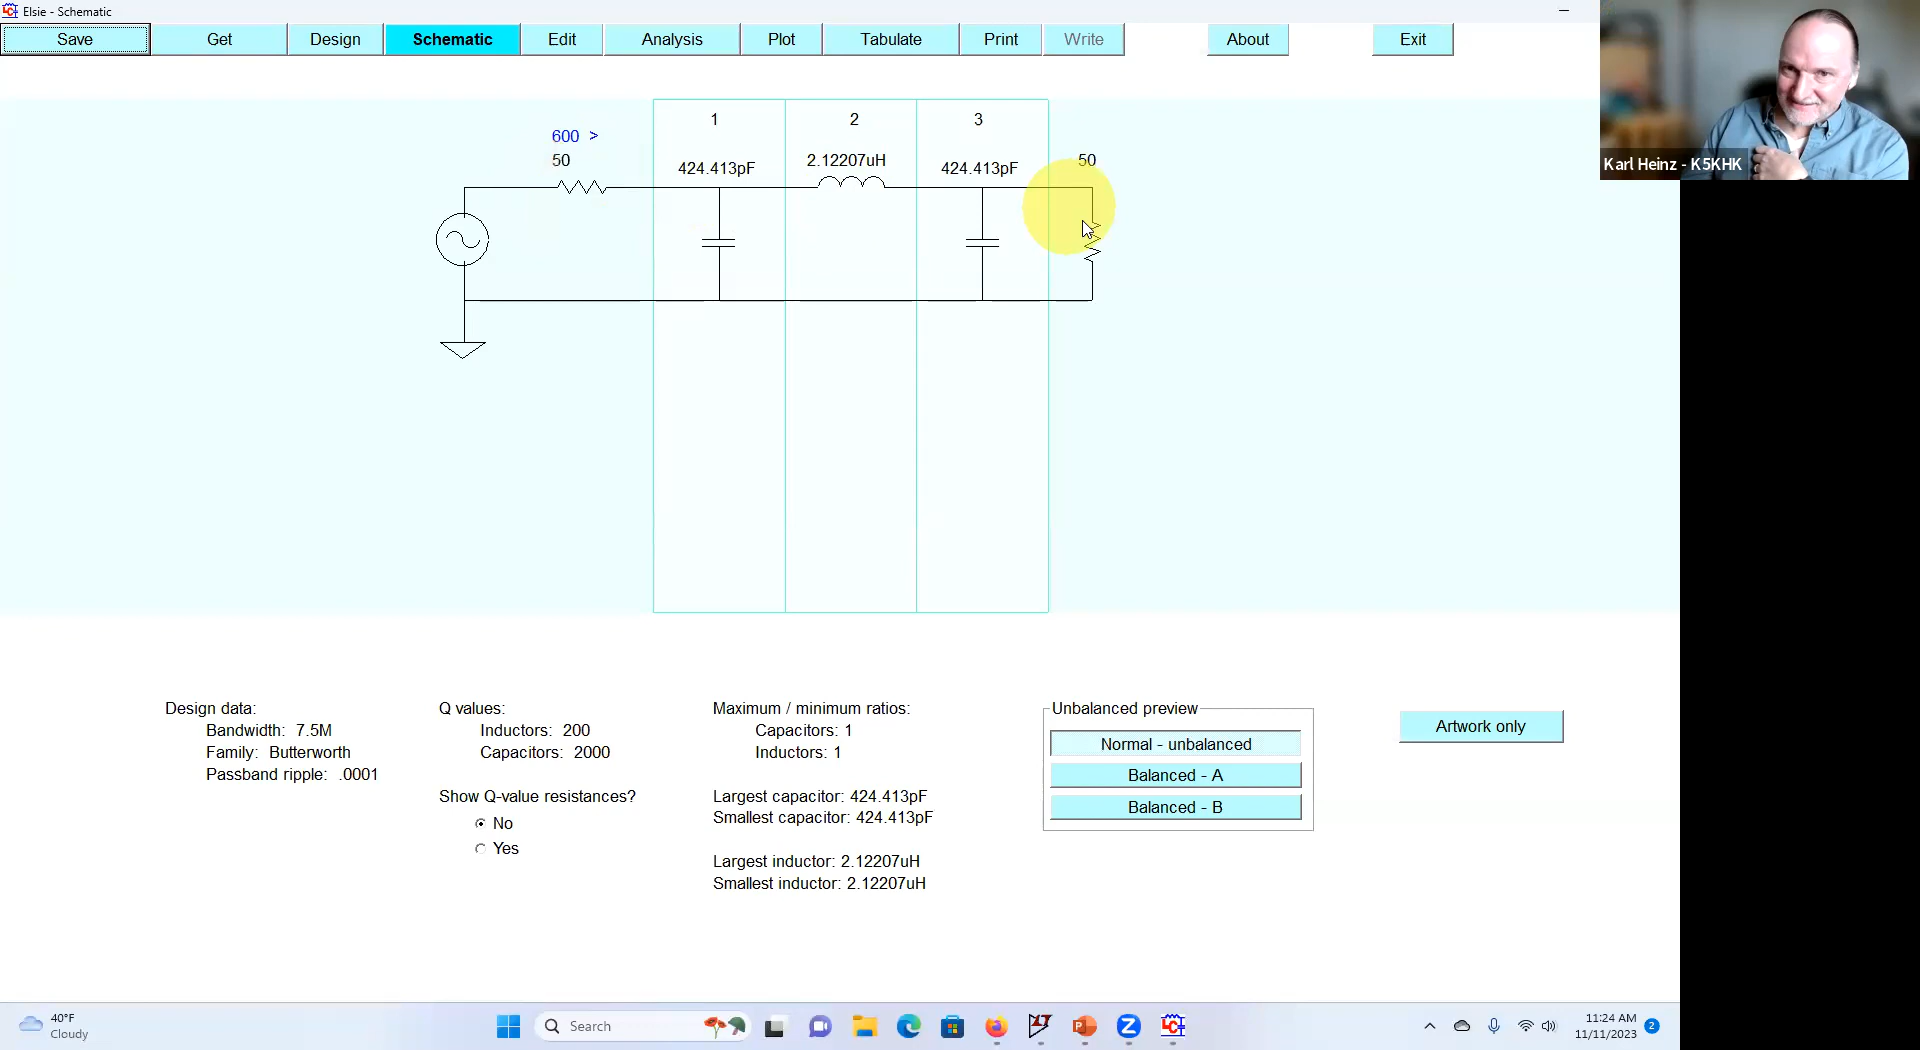 Elsie - Schematic
Save Get Design Schematic Edit Analysis Plot Tabulate Print Write About Exit
Karl Heinz - K5KHK
1 2 3
600 >
50 424.413pF 2.12207uH 424.413pF 50
Design data:
Bandwidth: 7.5M
Family: Butterworth
Passband ripple: .0001
Q values:
Inductors: 200
Capacitors: 2000
Show Q-value resistances?
No
Yes
Maximum / minimum ratios:
Capacitors: 1
Inductors: 1
Largest capacitor: 424.413pF
Smallest capacitor: 424.413pF
Largest inductor: 2.12207uH
Smallest inductor: 2.12207uH
Unbalanced preview
Normal - unbalanced
Balanced - A
Balanced - B
Artwork only
40°F
Cloudy
Search
11:24 AM
11/11/2023
2